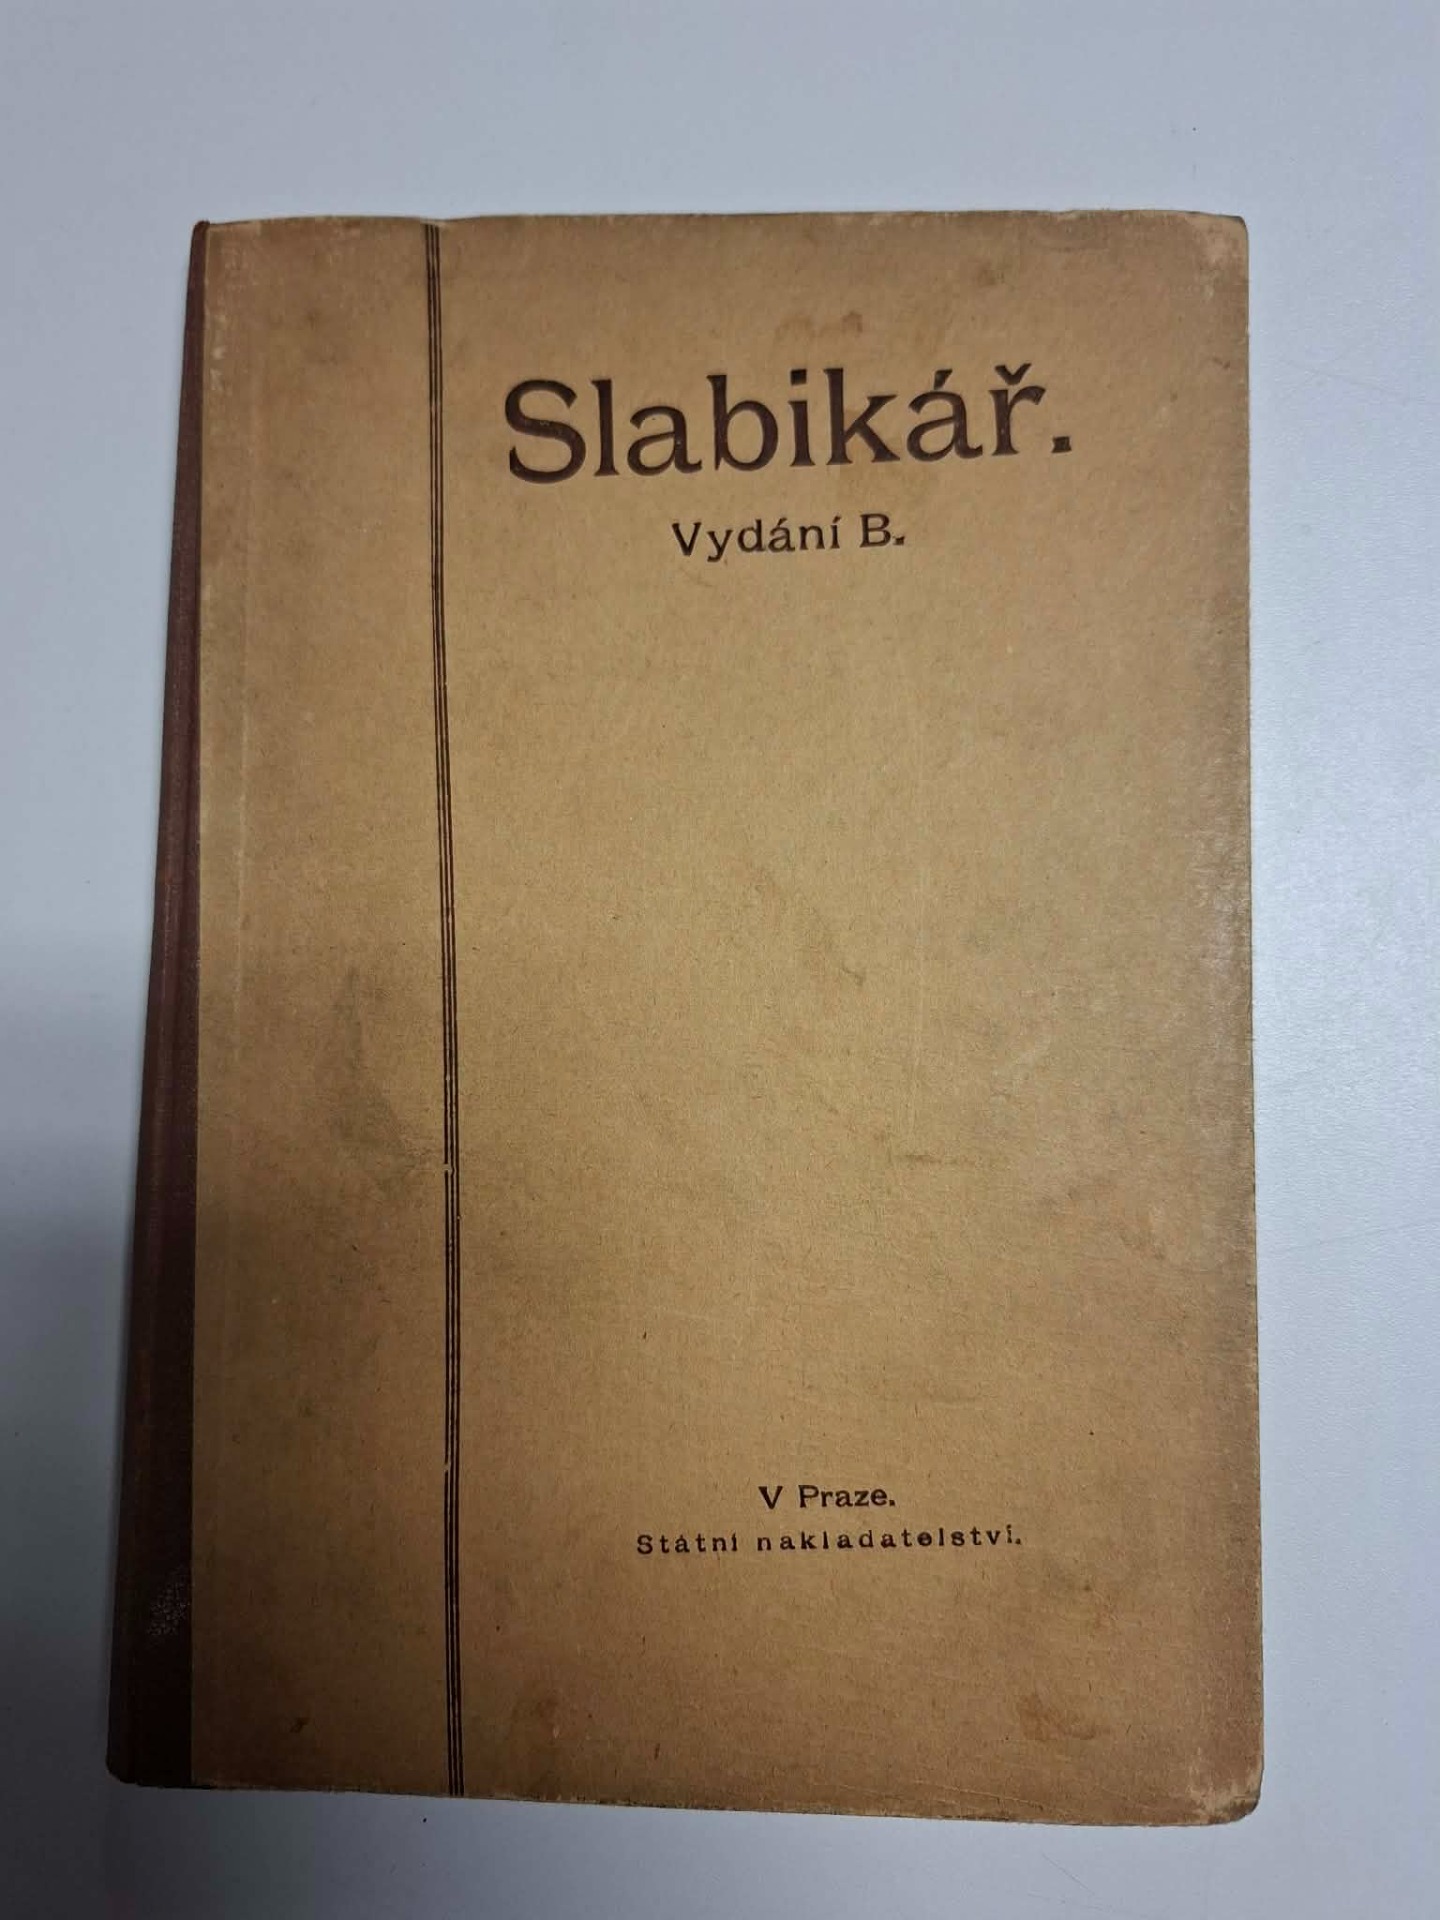 Slabikář.
Vydání B.
V Praze.
Státní nakladatelství.